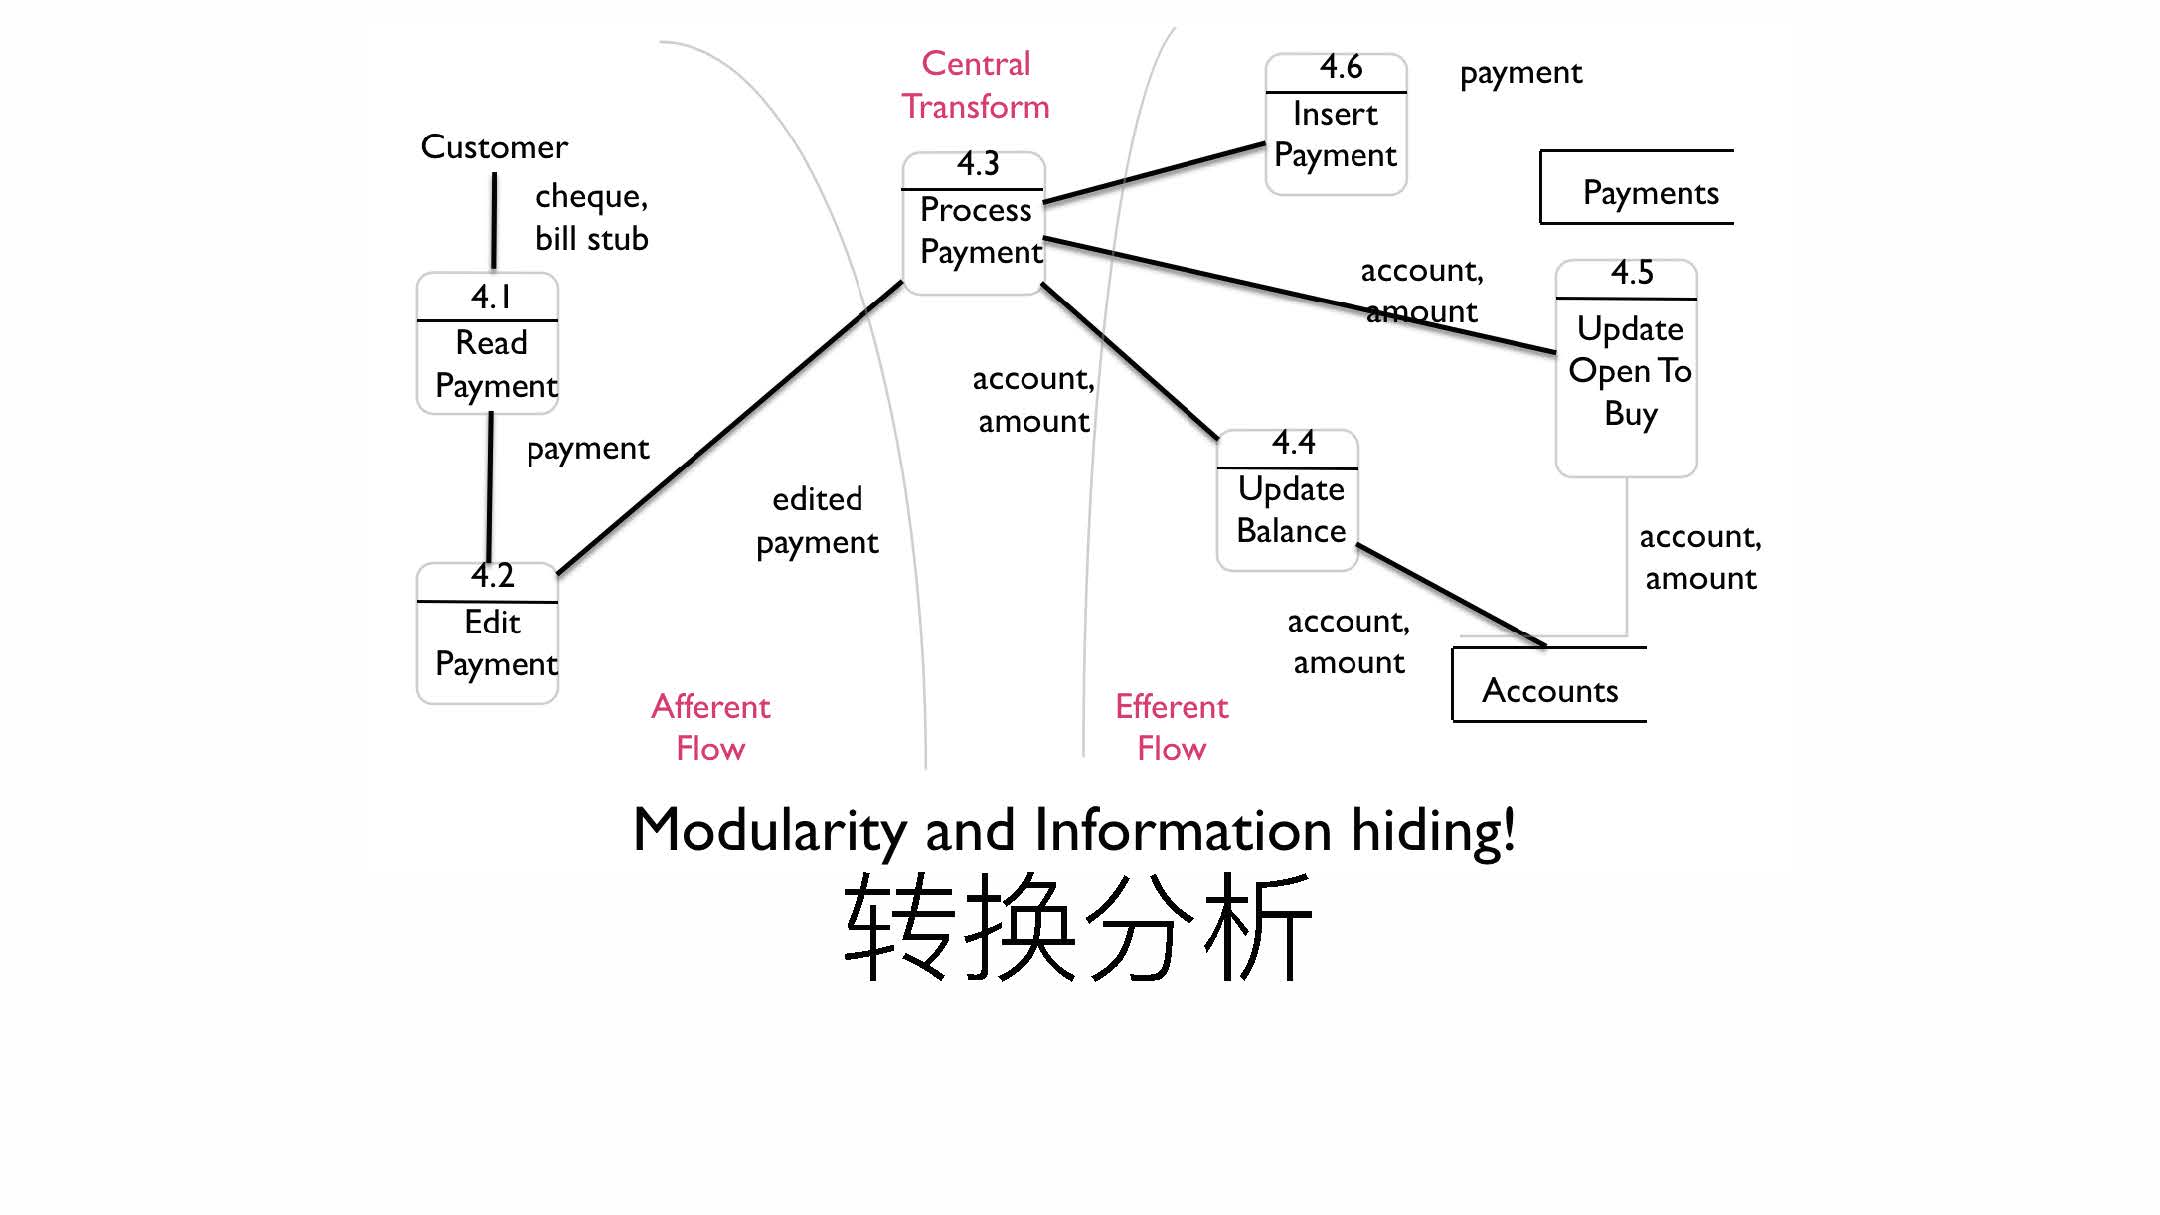 Central
Transform
4.6
Insert
Payment
payment
Customer
cheque,
bill stub
4.3
Process
Payment
Payments
4.1
Read
Payment
account,
amount
4.5
Update
Open To
Buy
account,
amount
payment
4.4
Update
Balance
edited
payment
account,
amount
4.2
Edit
Payment
account,
amount
Accounts
Afferent
Flow
Efferent
Flow
Modularity and Information hiding!
转换分析